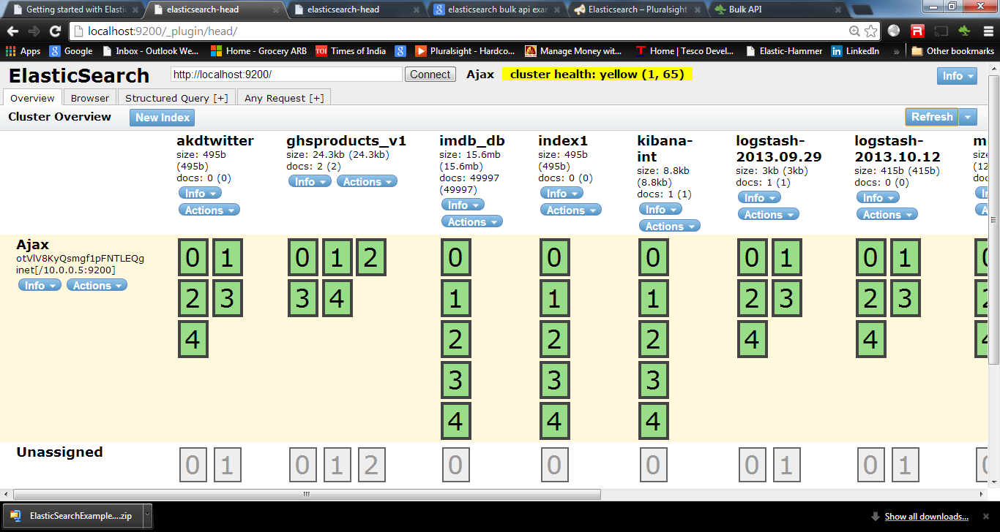 Getting started with Elastic
elasticsearch-head
elasticsearch-head
elasticsearch bulk api exar
Elasticsearch – Pluralsight
Bulk API
localhost:9200/_plugin/head/
Apps Google Inbox - Outlook We... Home - Grocery ARB Times of India Pluralsight - Hardco... Manage Money wit... Home | Tesco Devel... Elastic-Hammer LinkedIn » Other bookmarks
ElasticSearch http://localhost:9200/ Connect Ajax cluster health: yellow (1, 65) Info
Overview Browser Structured Query [+] Any Request [+]
Cluster Overview New Index Refresh
akdtwitter
size: 495b
(495b)
docs: 0 (0)
Info
Actions
ghsproducts_v1
size: 24.3kb (24.3kb)
docs: 2 (2)
Info Actions
imdb_db
size: 15.6mb
(15.6mb)
docs: 49997
(49997)
Info
Actions
index1
size: 495b
(495b)
docs: 0 (0)
Info
Actions
kibana-
int
size: 8.8kb
(8.8kb)
docs: 1 (1)
Info
Actions
logstash-
2013.09.29
size: 3kb (3kb)
docs: 1 (1)
Info
Actions
logstash-
2013.10.12
size: 415b (415b)
docs: 0 (0)
Info
Actions
Ajax
otVlV8KyQsmgf1pFNTLEQg
inet[/10.0.0.5:9200]
Info Actions
0 1 0 1 2 0 0 0 0 1 0 1
2 3 3 4 1 1 1 2 3 2 3
4 2 2 2 4 4
3 3 3
4 4 4
Unassigned
0 1 0 1 2 0 0 0 0 1 0 1
ElasticSearchExample....zip Show all downloads...